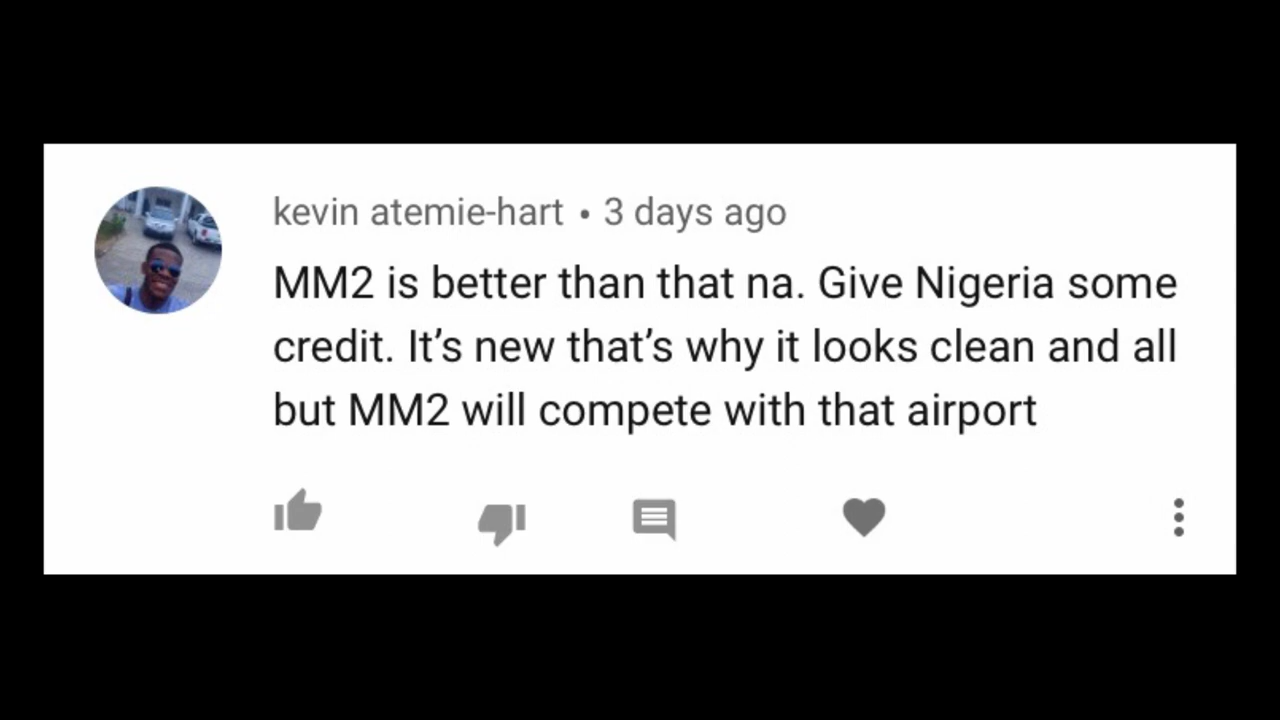 kevin atemie-hart • 3 days ago
MM2 is better than that na. Give Nigeria some
credit. It’s new that’s why it looks clean and all
but MM2 will compete with that airport